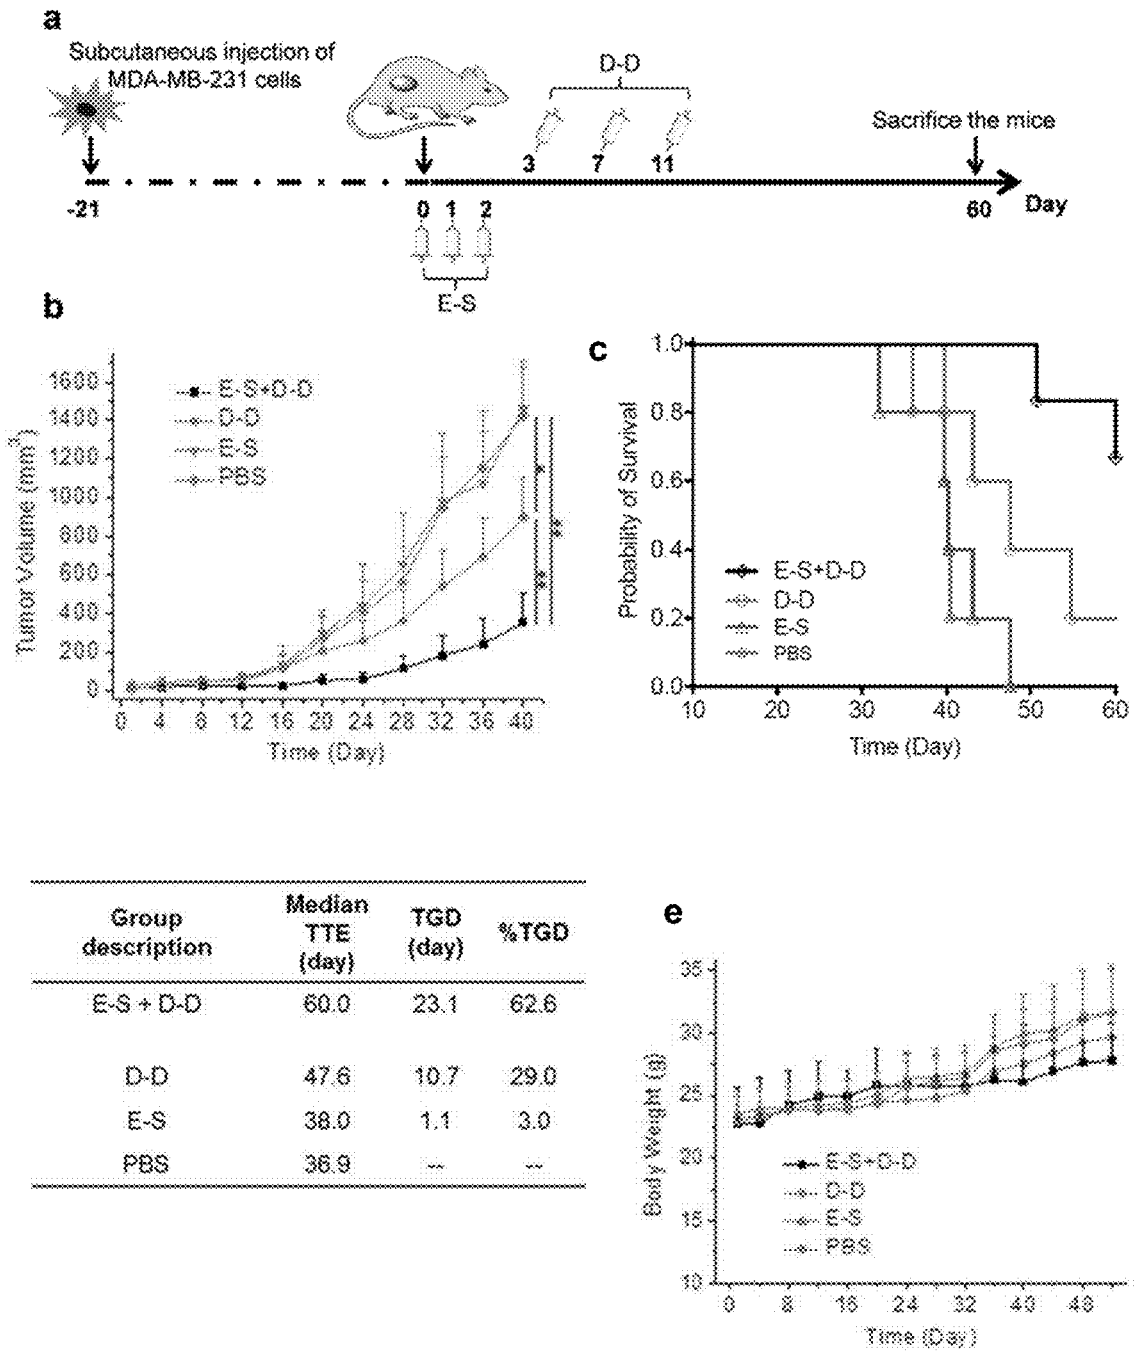 a
Subcutaneous injection of
MDA-MB-231 cells
D-D
Sacrifice the mice
3 7 11
-21 0 1 2 60 Day
E-S
b
1600
1400
1200
1000
800
600
400
200
0
Tumor Volume (mm3)
E-S+D-D
D-D
E-S
PBS
*
**
**
0 4 8 12 16 20 24 28 32 36 40
Time (Day)
c
1.0
0.8
0.6
0.4
0.2
0.0
Probability of Survival
E-S+D-D
D-D
E-S
PBS
10 20 30 40 50 60
Time (Day)
Group description Median TTE (day) TGD (day) %TGD
E-S + D-D 60.0 23.1 62.6
D-D 47.6 10.7 29.0
E-S 38.0 1.1 3.0
PBS 36.9 -- --
e
35
30
25
20
15
10
Body Weight (g)
E-S+D-D
D-D
E-S
PBS
0 8 16 24 32 40 48
Time (Day)